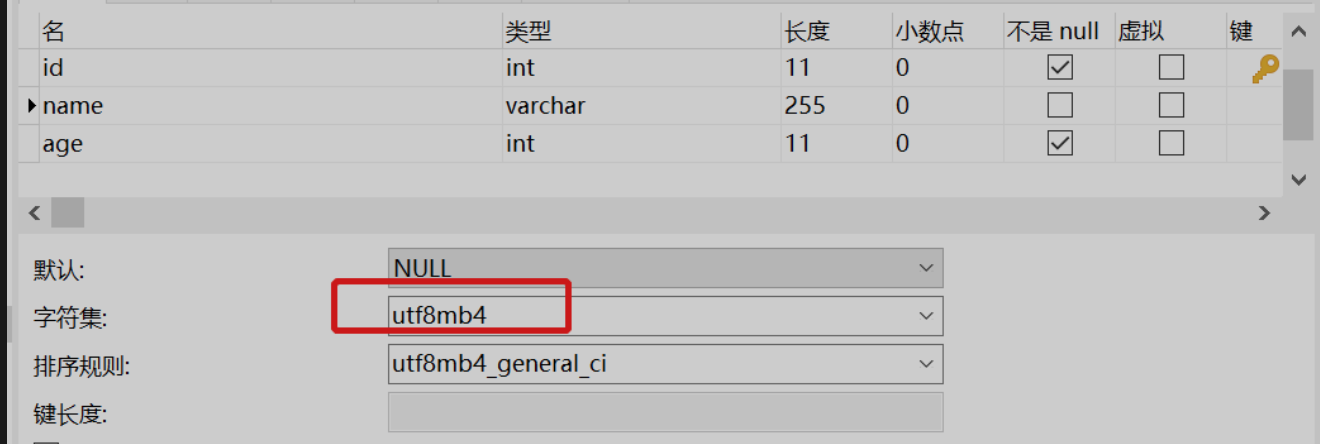 名 类型 长度 小数点 不是 null 虚拟 键
id int 11 0
name varchar 255 0
age int 11 0
默认: NULL
字符集: utf8mb4
排序规则: utf8mb4_general_ci
键长度: